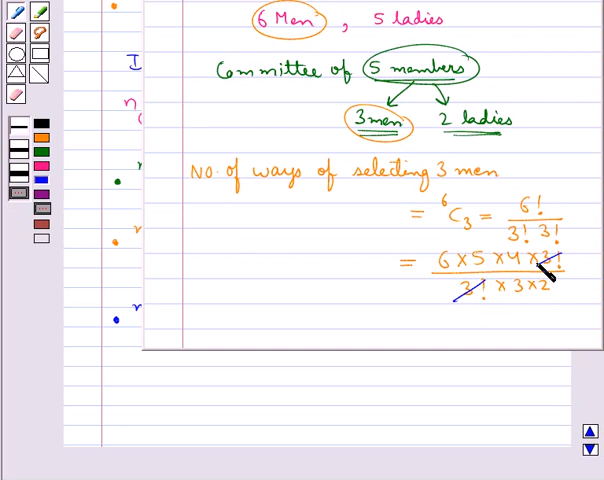 6 Men , 5 ladies
I
Committee of 5 members
n
3 men 2 ladies
No. of ways of selecting 3 men
= ⁶C₃ = 6! / 3! 3!
= 6 × 5 × 4 × 3! / 3! × 3 × 2